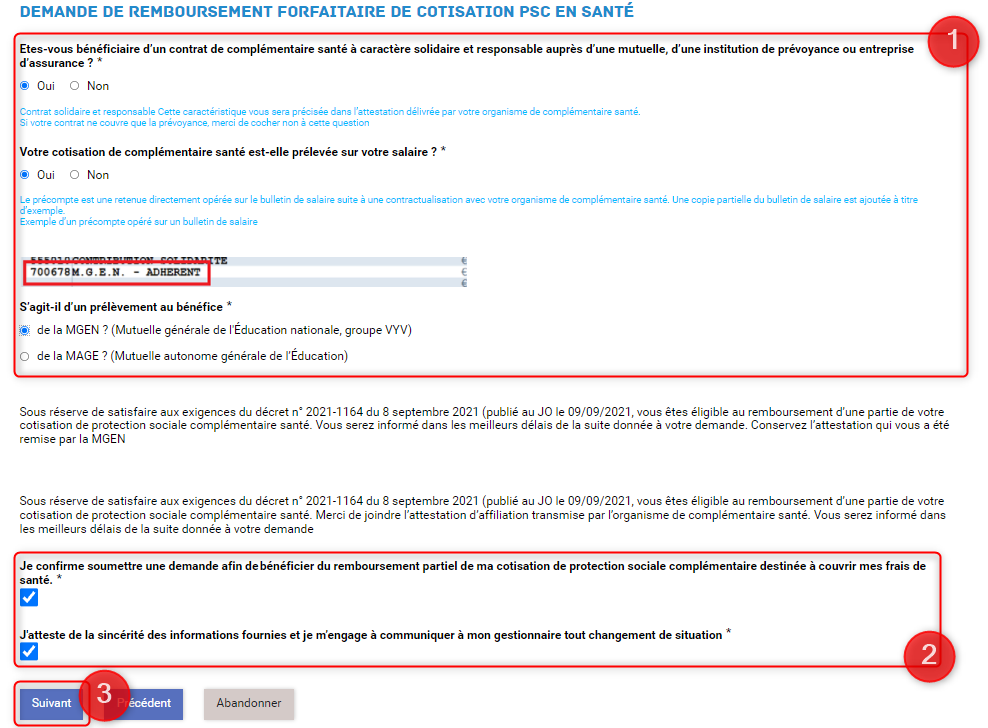 DEMANDE DE REMBOURSEMENT FORFAITAIRE DE COTISATION PSC EN SANTÉ
1
Etes-vous bénéficiaire d'un contrat de complémentaire santé à caractère solidaire et responsable auprès d'une mutuelle, d'une institution de prévoyance ou entreprise
d'assurance ? *
Oui Non
Contrat solidaire et responsable Cette caractéristique vous sera précisée dans l'attestation délivrée par votre organisme de complémentaire santé.
Si votre contrat ne couvre que la prévoyance, merci de cocher non à cette question
Votre cotisation de complémentaire santé est-elle prélevée sur votre salaire ? *
Oui Non
Le précompte est une retenue directement opérée sur le bulletin de salaire suite à une contractualisation avec votre organisme de complémentaire santé. Une copie partielle du bulletin de salaire est ajoutée à titre
d'exemple.
Exemple d'un précompte opéré sur un bulletin de salaire
CONTRIBUTION SOLIDARITE €
700678M.G.E.N. - ADHERENT €
€
S'agit-il d'un prélèvement au bénéfice *
de la MGEN ? (Mutuelle générale de l'Éducation nationale, groupe VYV)
de la MAGE ? (Mutuelle autonome générale de l'Éducation)
Sous réserve de satisfaire aux exigences du décret n° 2021-1164 du 8 septembre 2021 (publié au JO le 09/09/2021, vous êtes éligible au remboursement d'une partie de votre
cotisation de protection sociale complémentaire santé. Vous serez informé dans les meilleurs délais de la suite donnée à votre demande. Conservez l'attestation qui vous a été
remise par la MGEN
Sous réserve de satisfaire aux exigences du décret n° 2021-1164 du 8 septembre 2021 (publié au JO le 09/09/2021, vous êtes éligible au remboursement d'une partie de votre
cotisation de protection sociale complémentaire santé. Merci de joindre l'attestation d'affiliation transmise par l'organisme de complémentaire santé. Vous serez informé dans
les meilleurs délais de la suite donnée à votre demande
Je confirme soumettre une demande afin de bénéficier du remboursement partiel de ma cotisation de protection sociale complémentaire destinée à couvrir mes frais de
santé. *
J'atteste de la sincérité des informations fournies et je m'engage à communiquer à mon gestionnaire tout changement de situation *
2
Suivant 3 récédent Abandonner